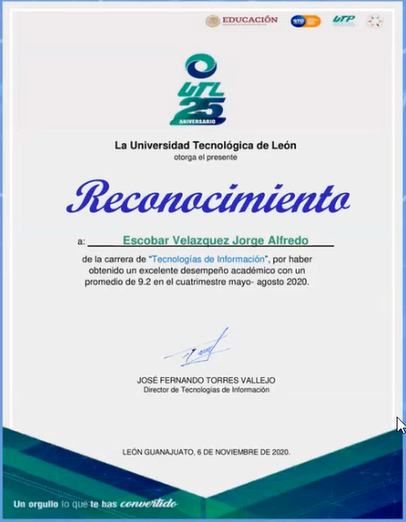 EDUCACIÓN
UTP
UTL
25
ANIVERSARIO
La Universidad Tecnológica de León
otorga el presente
Reconocimiento
a: Escobar Velazquez Jorge Alfredo
de la carrera de “Tecnologías de Información”, por haber
obtenido un excelente desempeño académico con un
promedio de 9.2 en el cuatrimestre mayo- agosto 2020.
JOSÉ FERNANDO TORRES VALLEJO
Director de Tecnologías de Información
LEÓN GUANAJUATO, 6 DE NOVIEMBRE DE 2020.
Un orgullo lo que te has convertido